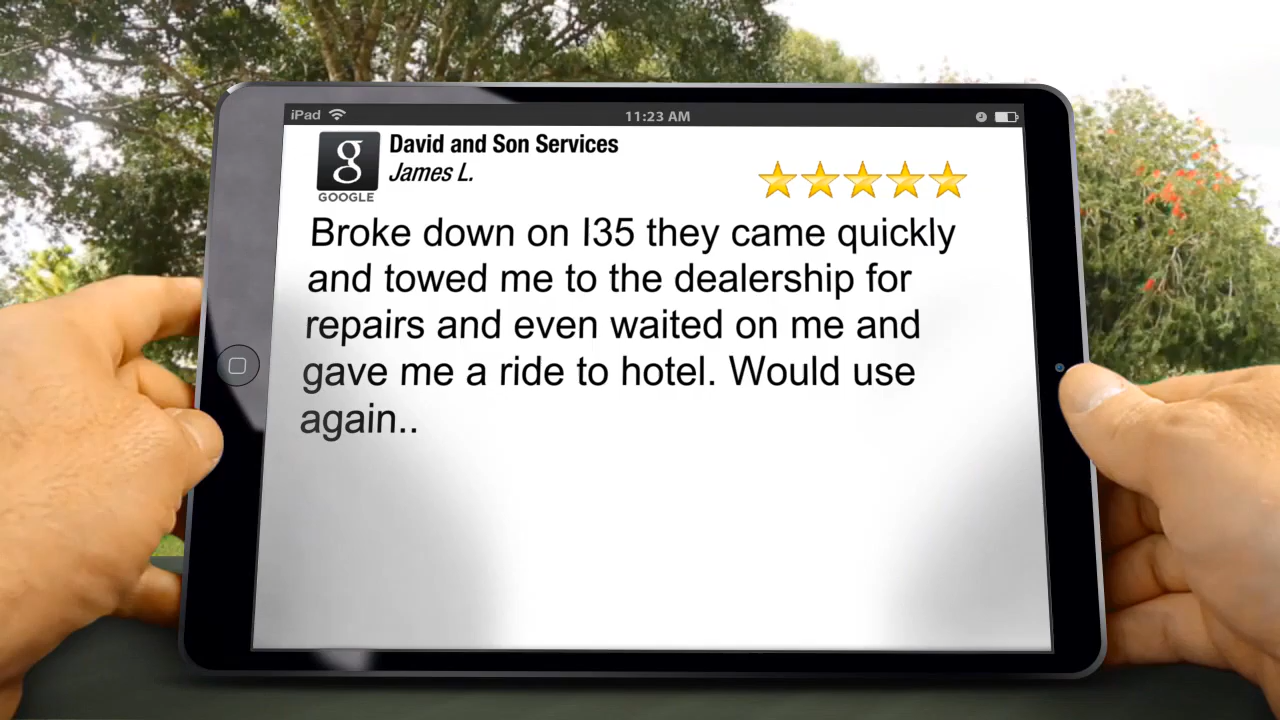 iPad 11:23 AM
g David and Son Services
GOOGLE James L.
Broke down on I35 they came quickly
and towed me to the dealership for
repairs and even waited on me and
gave me a ride to hotel. Would use
again..